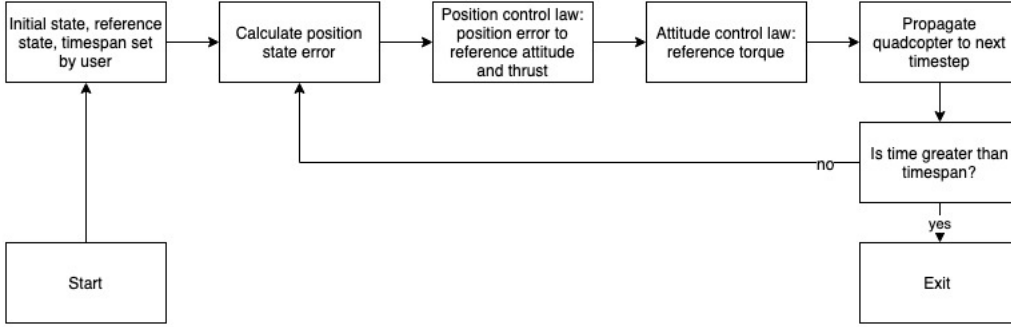 Initial state, reference
state, timespan set
by user
Calculate position
state error
Position control law:
position error to
reference attitude
and thrust
Attitude control law:
reference torque
Propagate
quadcopter to next
timestep
Is time greater than
timespan?
no
yes
Start
Exit